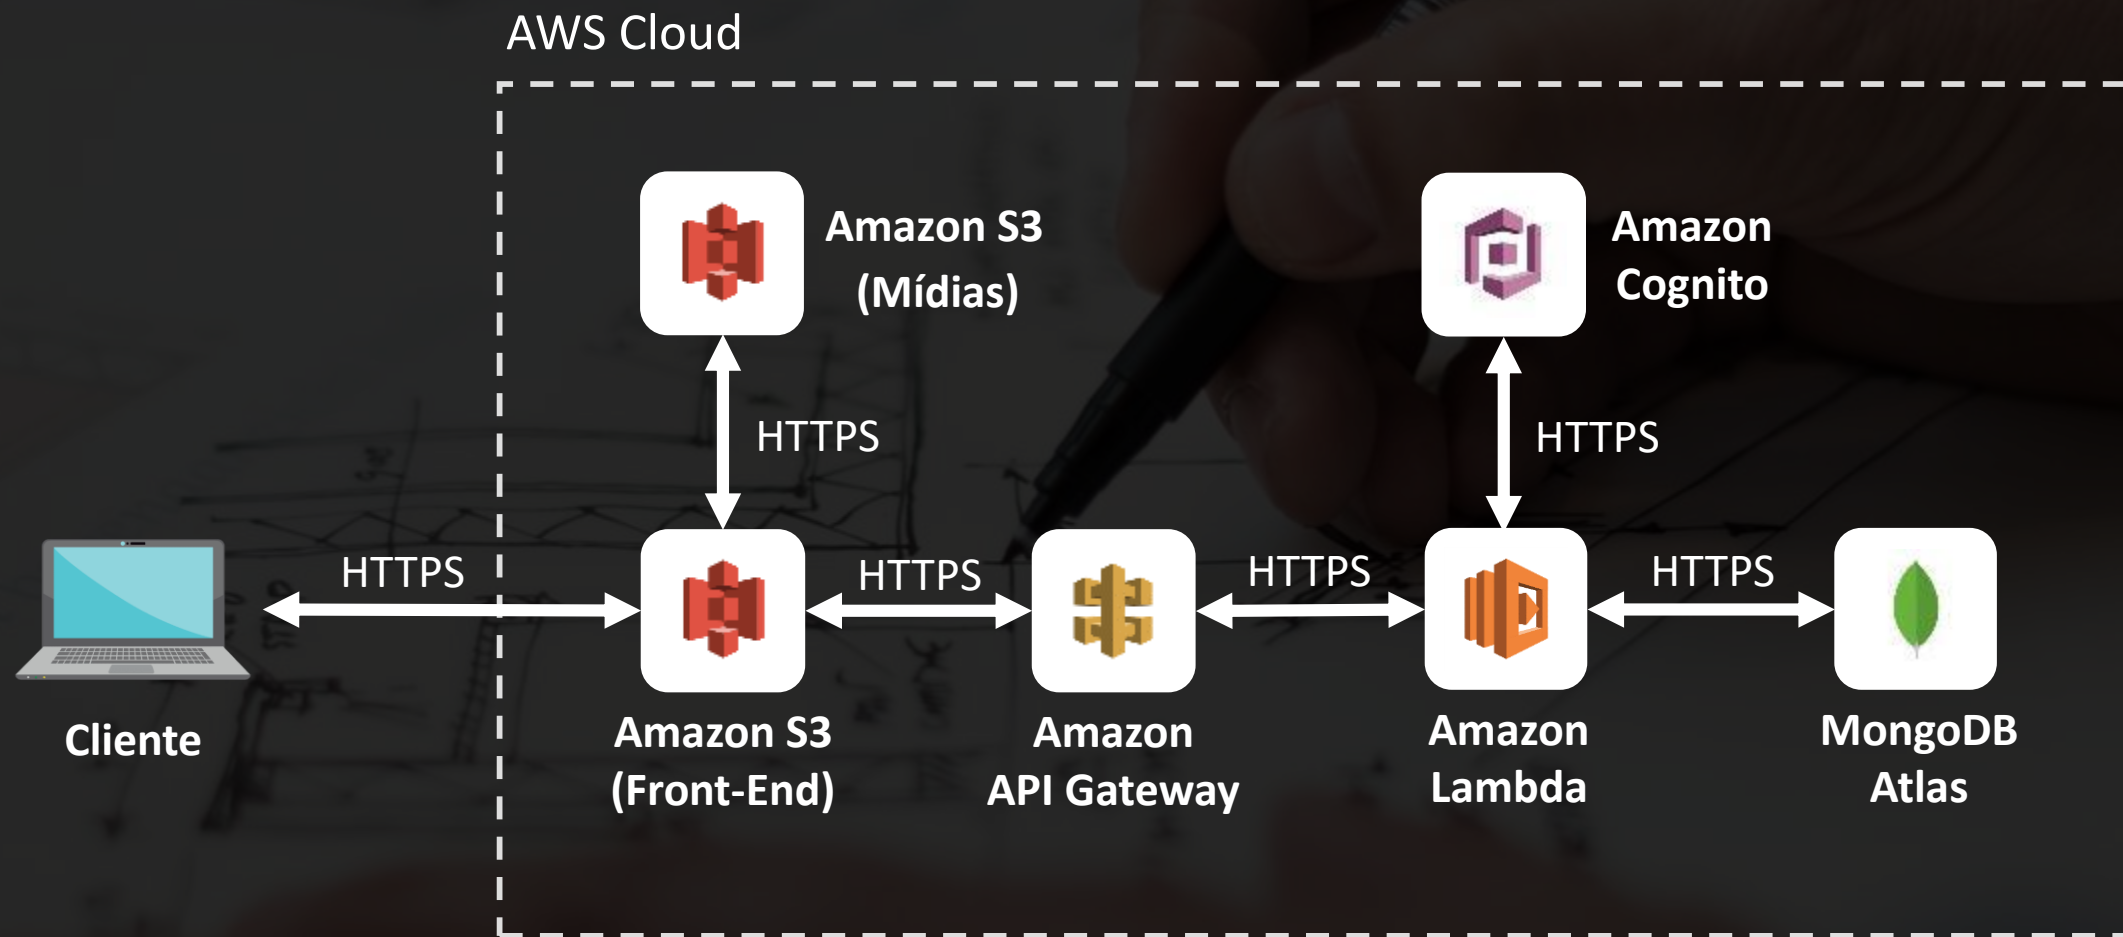 AWS Cloud
Amazon S3
(Mídias)
Amazon
Cognito
HTTPS
HTTPS
HTTPS
HTTPS
HTTPS
HTTPS
Cliente
Amazon S3
(Front-End)
Amazon
API Gateway
Amazon
Lambda
MongoDB
Atlas